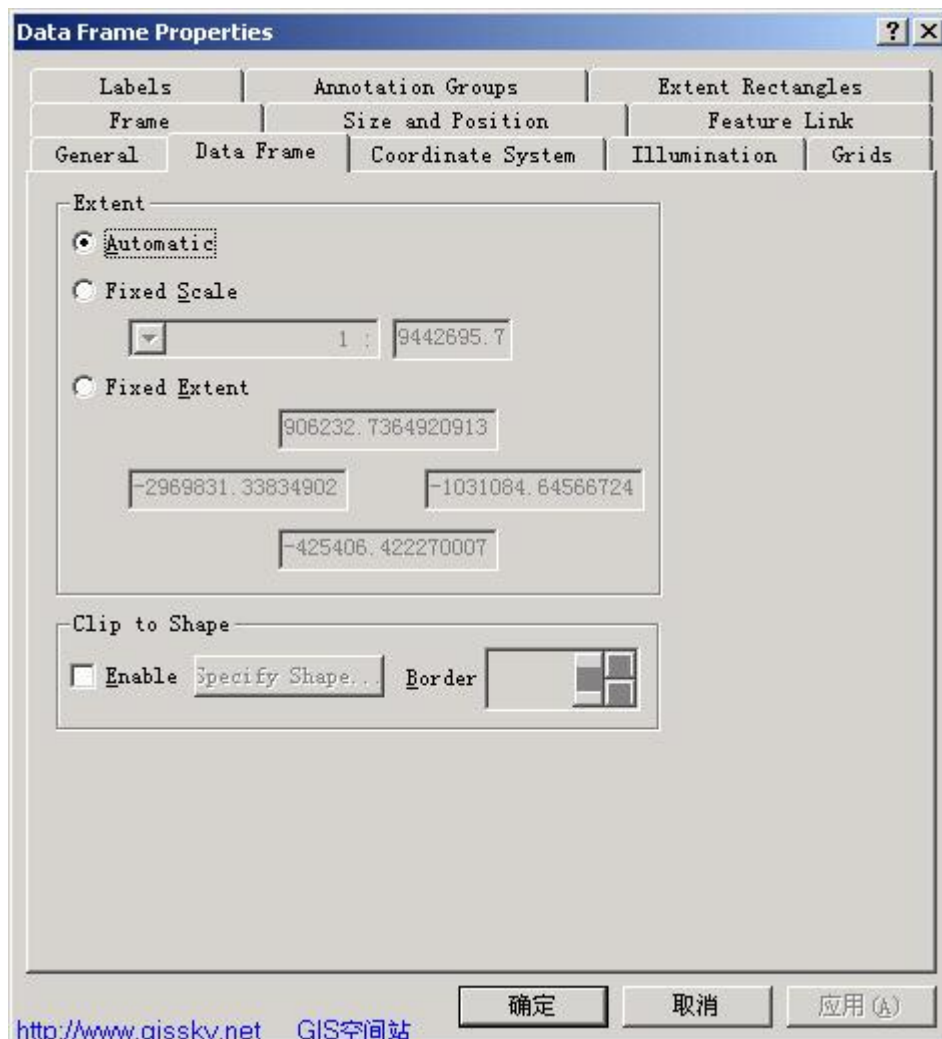 Data Frame Properties
Labels Annotation Groups Extent Rectangles
Frame Size and Position Feature Link
General Data Frame Coordinate System Illumination Grids
Extent
Automatic
Fixed Scale
1 : 9442695.7
Fixed Extent
906232.7364920913
-2969831.33834902 -1031084.64566724
-425406.422270007
Clip to Shape
Enable Specify Shape... Border
确定 取消 应用(A)
http://www.gissky.net GIS空间站